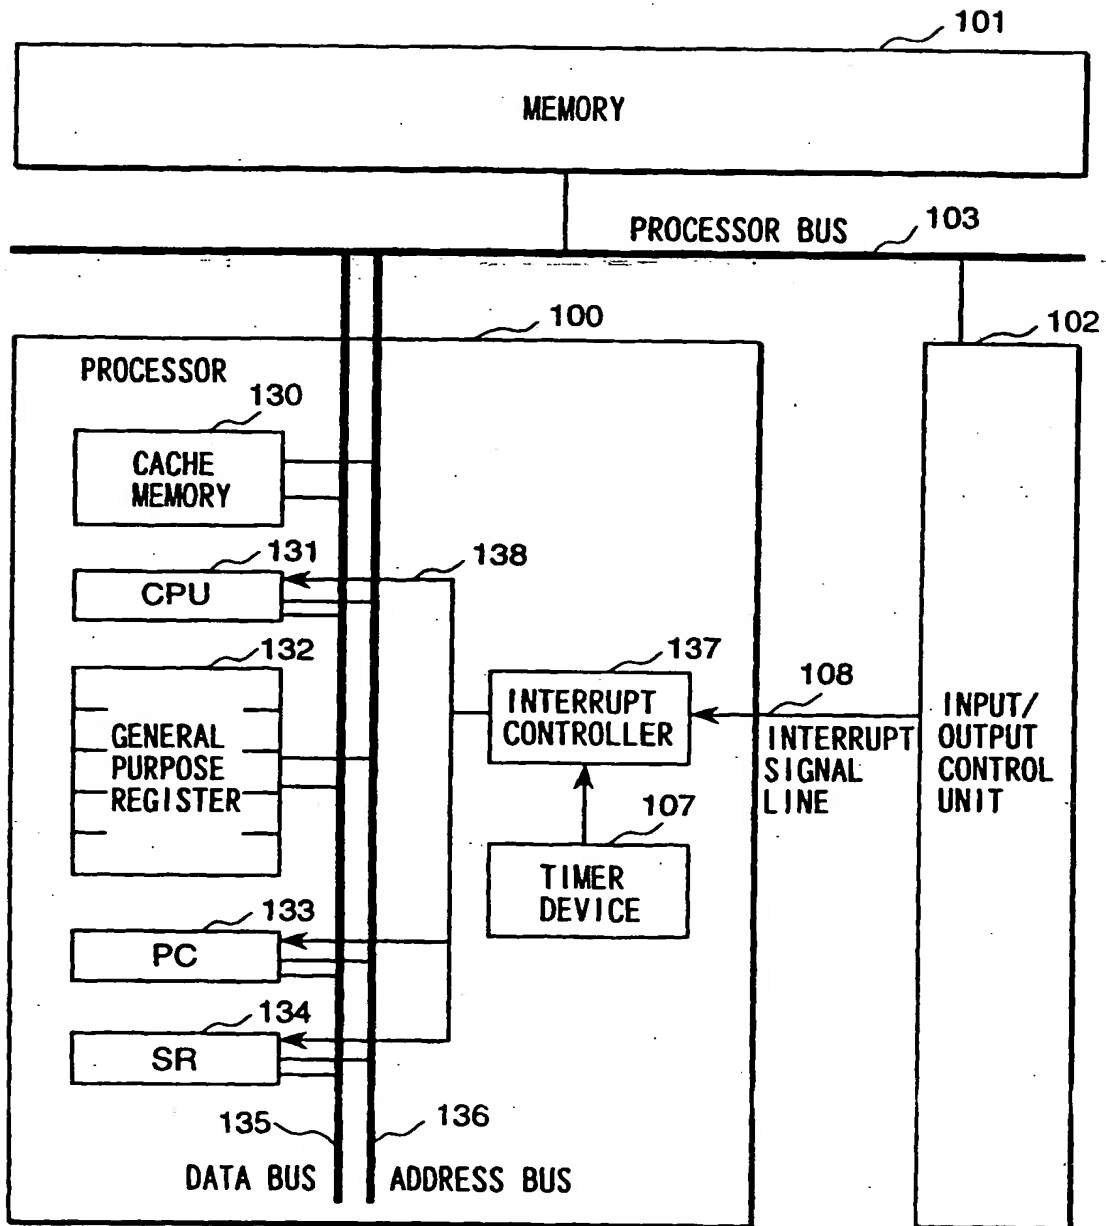 101
MEMORY
PROCESSOR BUS
103
100
102
PROCESSOR
130
CACHE
MEMORY
131
138
CPU
132
137
108
GENERAL
PURPOSE
REGISTER
INTERRUPT
CONTROLLER
INTERRUPT
SIGNAL
LINE
INPUT/
OUTPUT
CONTROL
UNIT
107
TIMER
DEVICE
133
PC
134
SR
135
136
DATA BUS
ADDRESS BUS